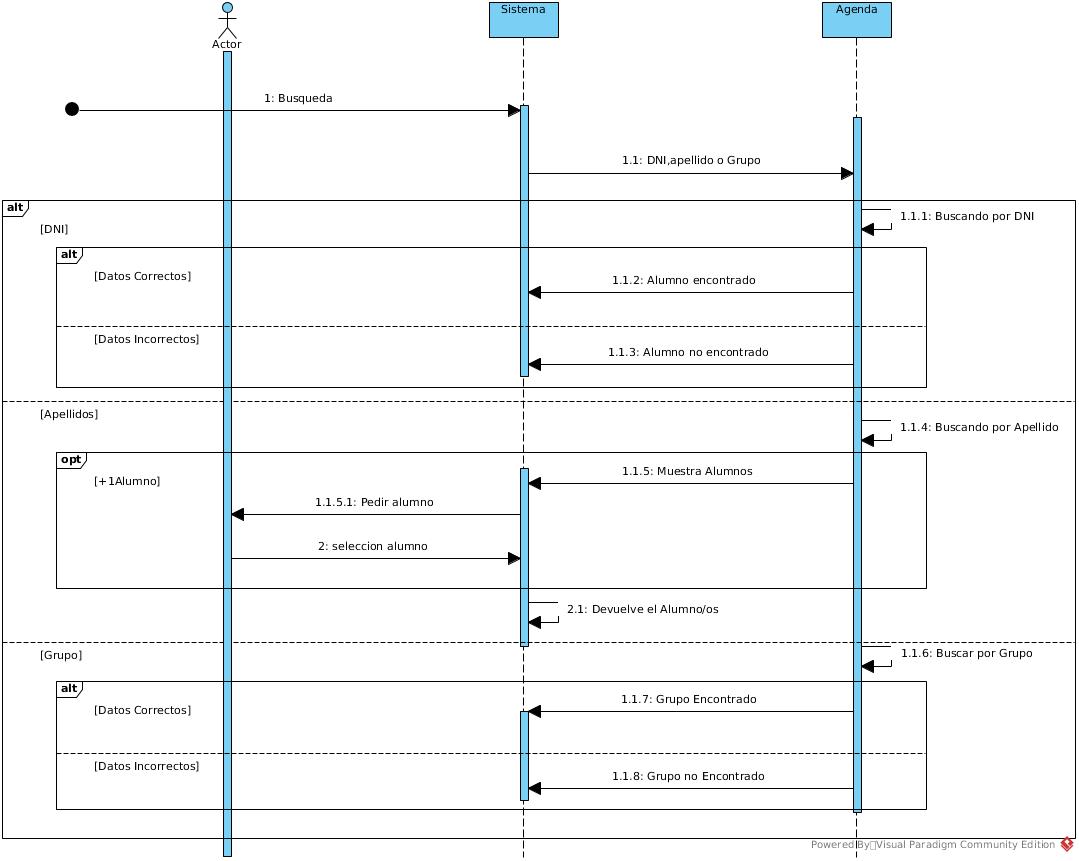 Sistema
Agenda
Actor
1: Busqueda
1.1: DNI,apellido o Grupo
alt
1.1.1: Buscando por DNI
[DNI]
alt
[Datos Correctos]
1.1.2: Alumno encontrado
[Datos Incorrectos]
1.1.3: Alumno no encontrado
[Apellidos]
1.1.4: Buscando por Apellido
opt
1.1.5: Muestra Alumnos
[+1Alumno]
1.1.5.1: Pedir alumno
2: seleccion alumno
2.1: Devuelve el Alumno/os
[Grupo]
1.1.6: Buscar por Grupo
alt
1.1.7: Grupo Encontrado
[Datos Correctos]
[Datos Incorrectos]
1.1.8: Grupo no Encontrado
Powered By Visual Paradigm Community Edition